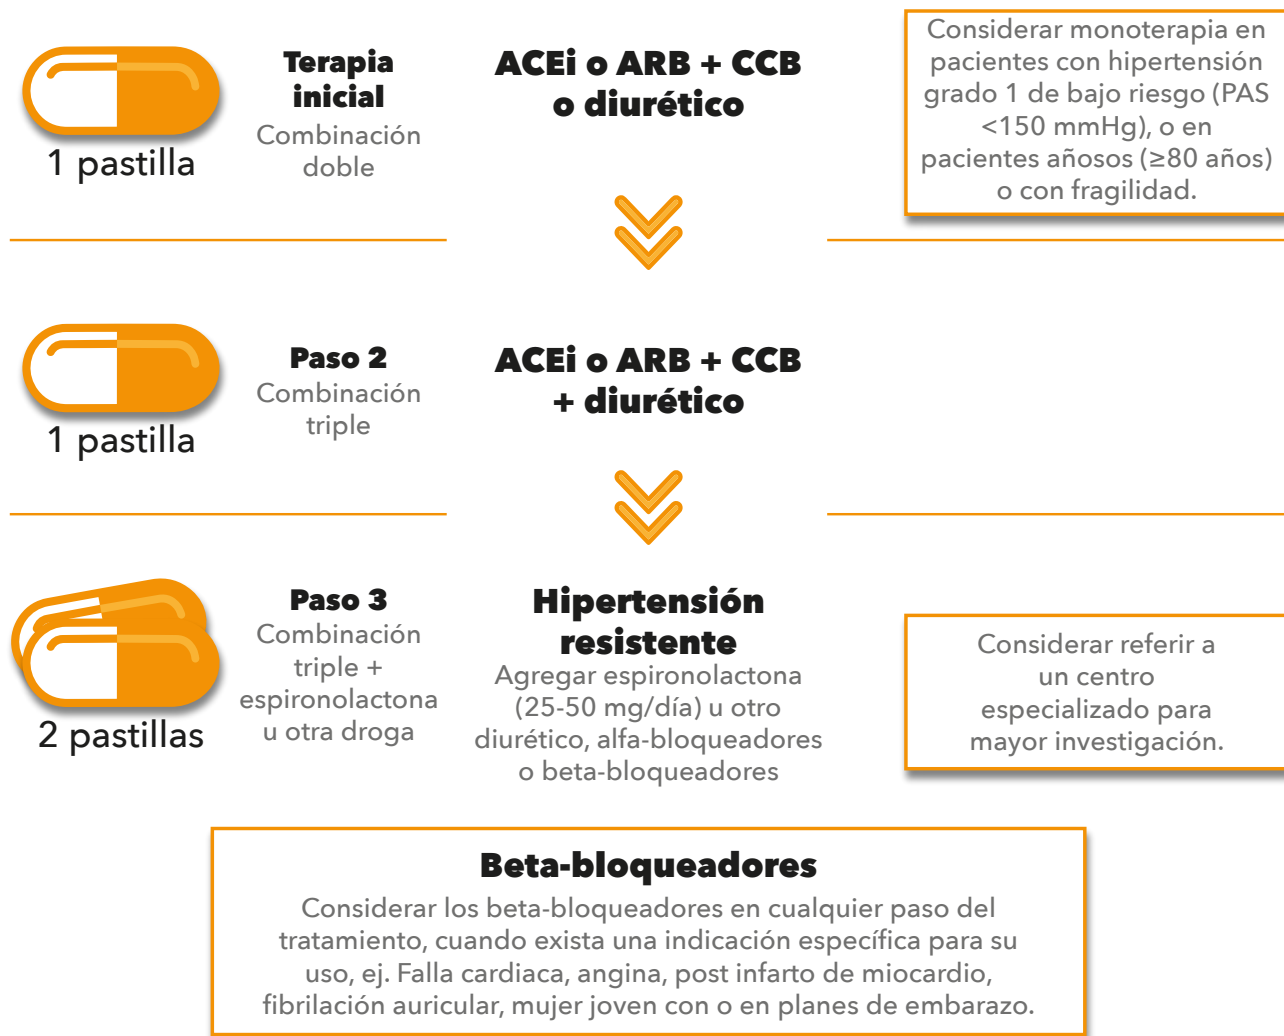 1 pastilla
Terapia
inicial
Combinación
doble
ACEi o ARB + CCB
o diurético
Considerar monoterapia en
pacientes con hipertensión
grado 1 de bajo riesgo (PAS
<150 mmHg), o en
pacientes añosos (≥80 años)
o con fragilidad.
1 pastilla
Paso 2
Combinación
triple
ACEi o ARB + CCB
+ diurético
2 pastillas
Paso 3
Combinación
triple +
espironolactona
u otra droga
Hipertensión
resistente
Agregar espironolactona
(25-50 mg/día) u otro
diurético, alfa-bloqueadores
o beta-bloqueadores
Considerar referir a
un centro
especializado para
mayor investigación.
Beta-bloqueadores
Considerar los beta-bloqueadores en cualquier paso del
tratamiento, cuando exista una indicación específica para su
uso, ej. Falla cardiaca, angina, post infarto de miocardio,
fibrilación auricular, mujer joven con o en planes de embarazo.